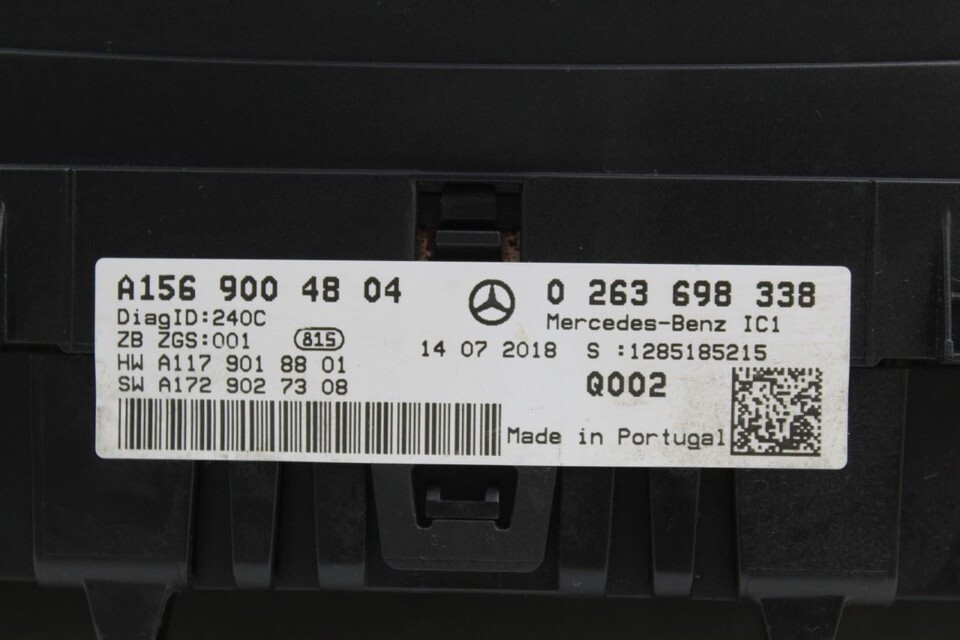 A156 900 48 04
0 263 698 338
DiagID:240C
Mercedes-Benz IC1
ZB ZGS:001
815
14 07 2018 S :1285185215
HW A117 901 88 01
SW A172 902 73 08
Q002
Made in Portugal